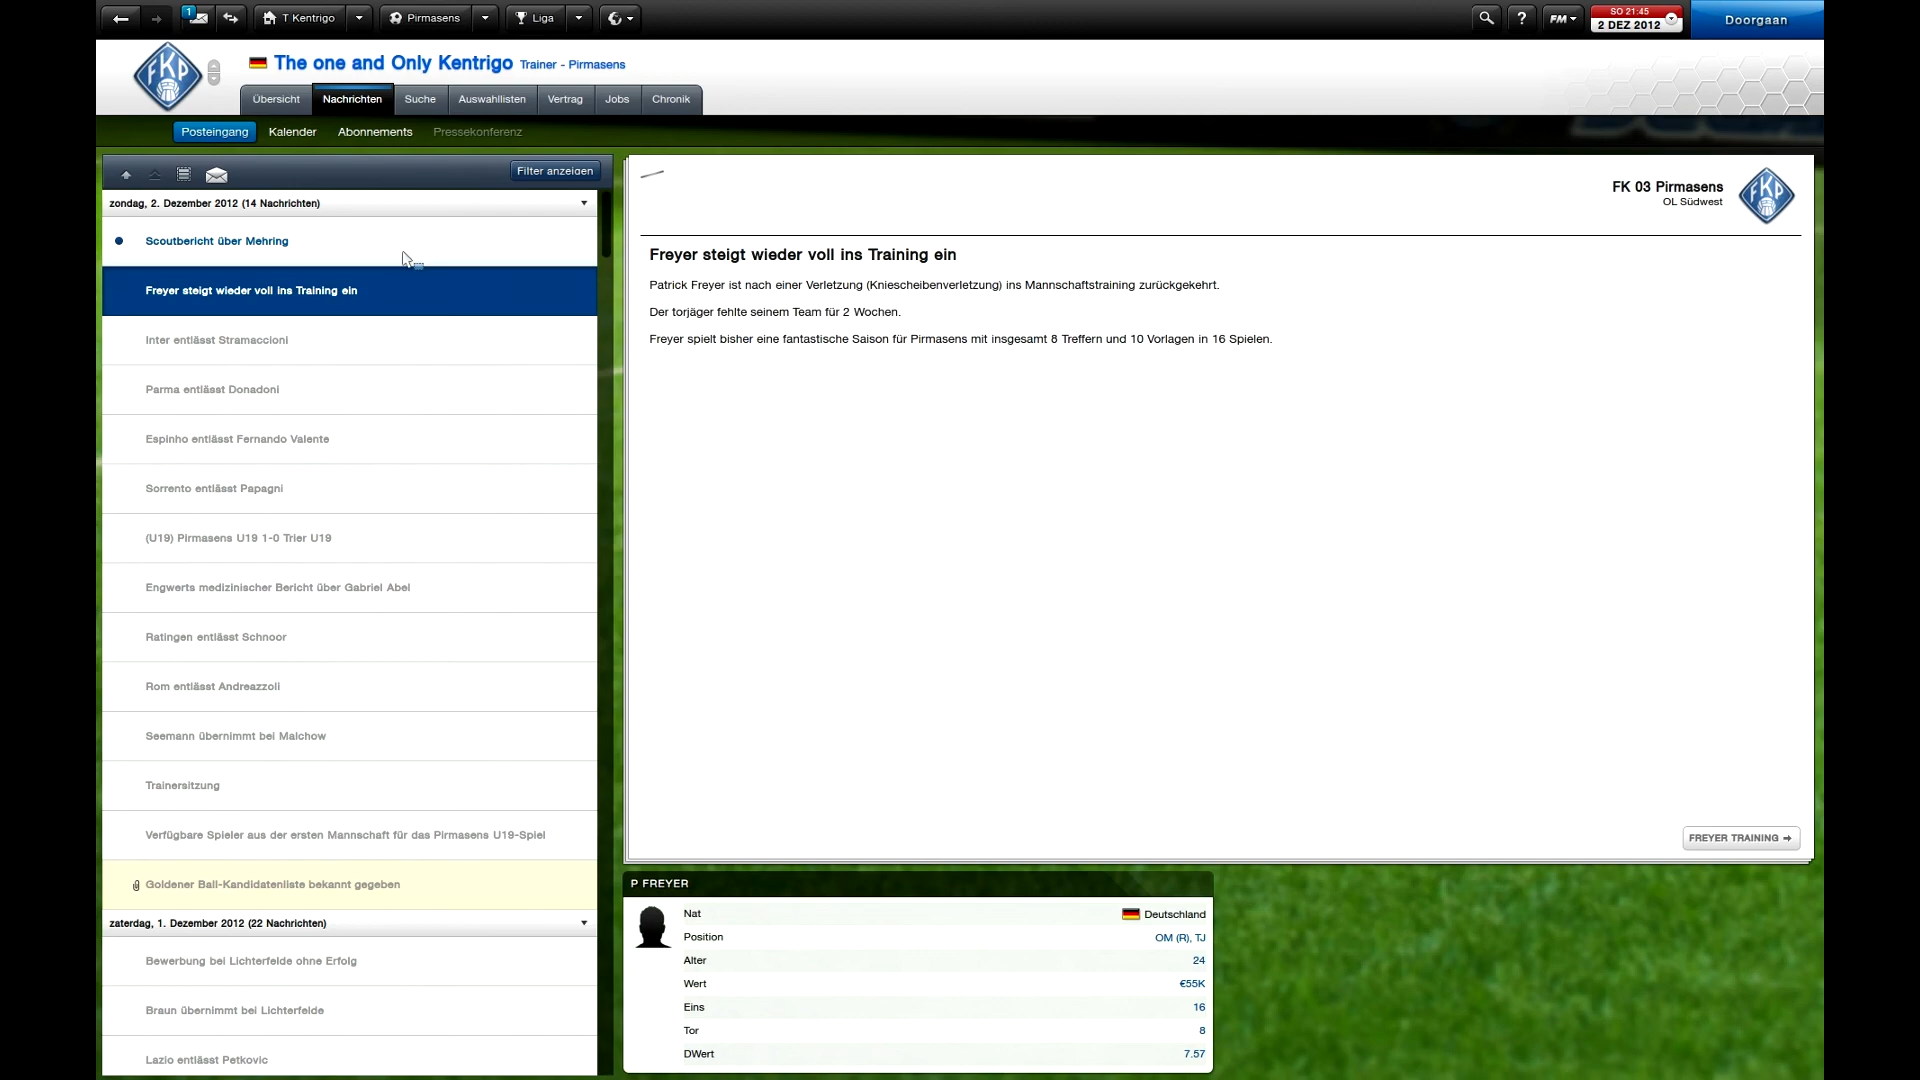 1
T Kentrigo
Pirmasens
Liga
?
FM
SO 21:45
2 DEZ 2012
Doorgaan
FKP
The one and Only Kentrigo Trainer - Pirmasens
Übersicht
Nachrichten
Suche
Auswahllisten
Vertrag
Jobs
Chronik
Posteingang
Kalender
Abonnements
Pressekonferenz
Filter anzeigen
zondag, 2. Dezember 2012 (14 Nachrichten)
Scoutbericht über Mehring
Freyer steigt wieder voll ins Training ein
Inter entlässt Stramaccioni
Parma entlässt Donadoni
Espinho entlässt Fernando Valente
Sorrento entlässt Papagni
(U19) Pirmasens U19 1-0 Trier U19
Engwerts medizinischer Bericht über Gabriel Abel
Ratingen entlässt Schnoor
Rom entlässt Andreazzoli
Seemann übernimmt bei Malchow
Trainersitzung
Verfügbare Spieler aus der ersten Mannschaft für das Pirmasens U19-Spiel
Goldener Ball-Kandidatenliste bekannt gegeben
zaterdag, 1. Dezember 2012 (22 Nachrichten)
Bewerbung bei Lichterfelde ohne Erfolg
Braun übernimmt bei Lichterfelde
Lazio entlässt Petkovic
FK 03 Pirmasens
OL Südwest
FKP
Freyer steigt wieder voll ins Training ein
Patrick Freyer ist nach einer Verletzung (Kniescheibenverletzung) ins Mannschaftstraining zurückgekehrt.
Der torjäger fehlte seinem Team für 2 Wochen.
Freyer spielt bisher eine fantastische Saison für Pirmasens mit insgesamt 8 Treffern und 10 Vorlagen in 16 Spielen.
FREYER TRAINING
P FREYER
Nat Deutschland
Position OM (R), TJ
Alter 24
Wert €55K
Eins 16
Tor 8
DWert 7.57